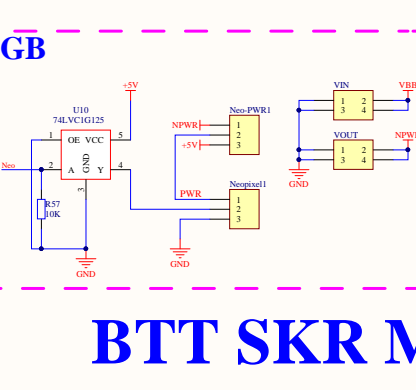 GB
+5V
U10
74LVC1G125
1 OE VCC 5
2 A GND Y 4
3
Neo
R57
10K
GND
Neo-PWR1
NPWR 1
2
+5V 3
PWR
Neopixel1
1
2
3
GND
VIN
1 2
3 4
VBB
VOUT
1 2
3 4
NPW
GND
BTT SKR M